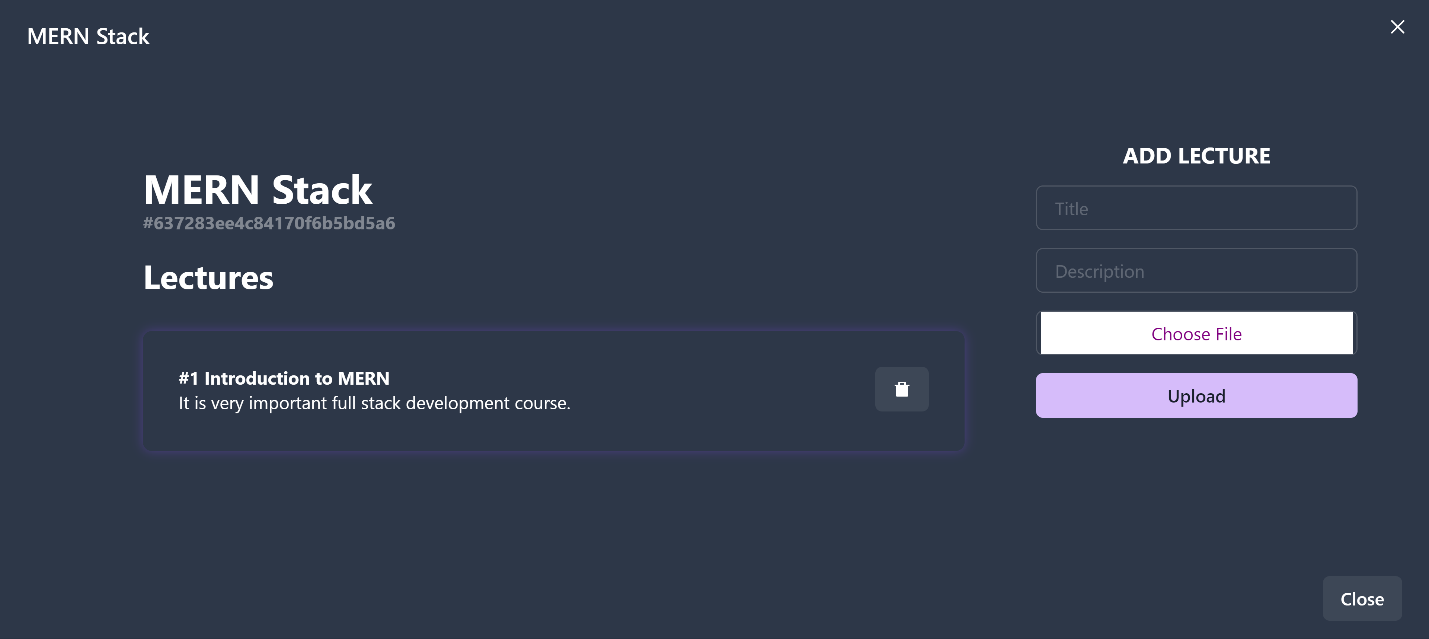 MERN Stack
MERN Stack
#637283ee4c84170f6b5bd5a6
Lectures
#1 Introduction to MERN
It is very important full stack development course.
ADD LECTURE
Title
Description
Choose File
Upload
Close